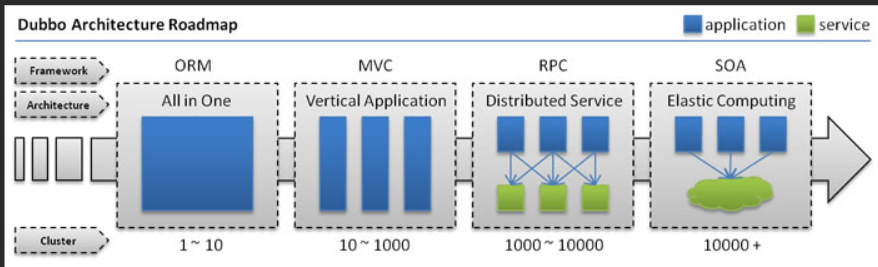 Dubbo Architecture Roadmap
application
service
Framework
ORM
MVC
RPC
SOA
Architecture
All in One
Vertical Application
Distributed Service
Elastic Computing
Cluster
1 ~ 10
10 ~ 1000
1000 ~ 10000
10000 +